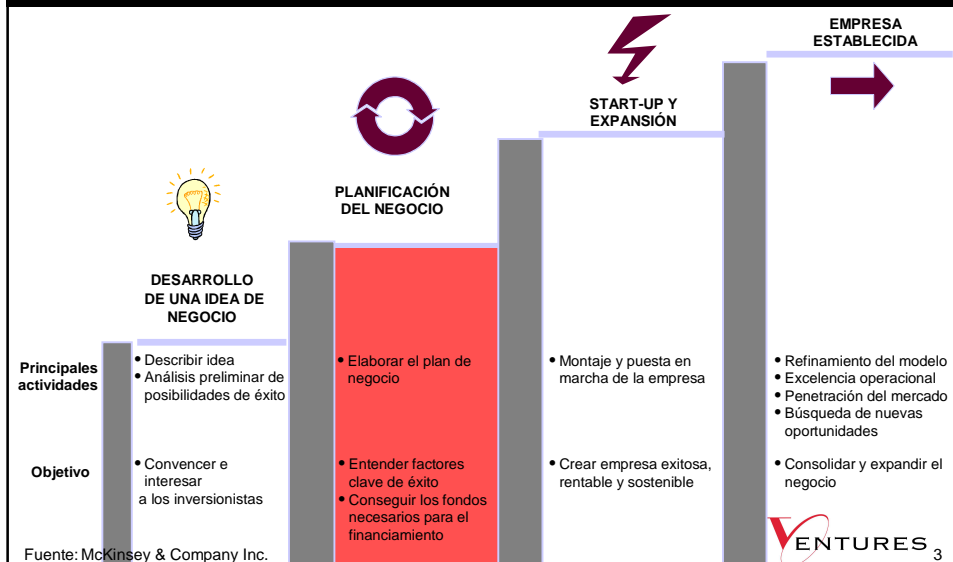 EMPRESA
ESTABLECIDA
START-UP Y
EXPANSIÓN
PLANIFICACIÓN
DEL NEGOCIO
DESARROLLO
DE UNA IDEA DE
NEGOCIO
Principales
actividades
• Describir idea
• Análisis preliminar de
posibilidades de éxito
• Elaborar el plan de
negocio
• Montaje y puesta en
marcha de la empresa
• Refinamiento del modelo
• Excelencia operacional
• Penetración del mercado
• Búsqueda de nuevas
oportunidades
Objetivo
• Convencer e
interesar
a los inversionistas
• Entender factores
clave de éxito
• Conseguir los fondos
necesarios para el
financiamiento
• Crear empresa exitosa,
rentable y sostenible
• Consolidar y expandir el
negocio
Fuente: McKinsey & Company Inc.
VENTURES
3